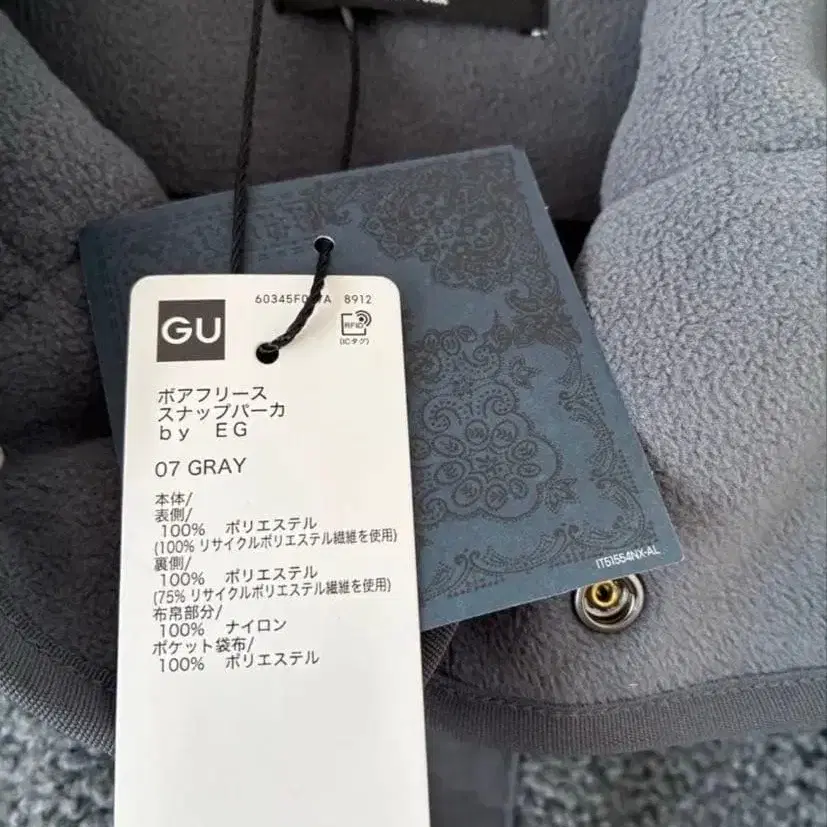 8912
GU
RFID
(ICタグ)
ボアフリース
スナップパーカ
by EG
07 GRAY
本体/
表側/
100% ポリエステル
(100% リサイクルポリエステル繊維を使用)
裏側/
100% ポリエステル
(75% リサイクルポリエステル繊維を使用)
布帛部分/
100% ナイロン
ポケット袋布/
100% ポリエステル
IT51554NX-AL